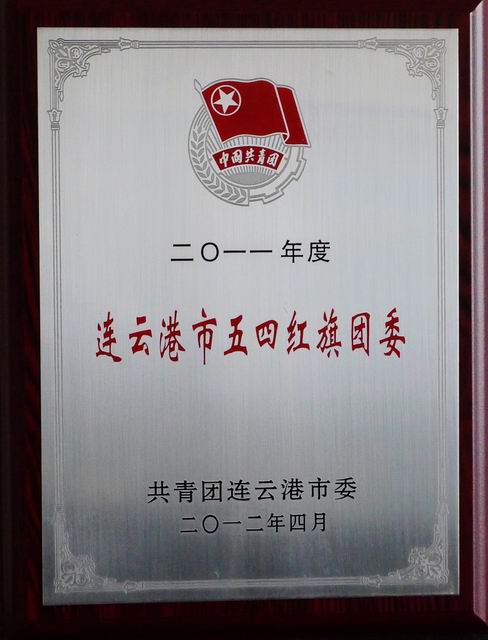 中国共青团
二〇一一年度
连云港市五四红旗团委
共青团连云港市委
二〇一二年四月